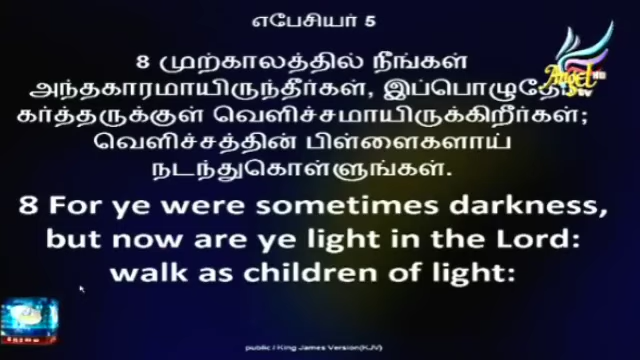 எபேசியர் 5
8 முற்காலத்தில் நீங்கள்
அந்தகாரமாயிருந்தீர்கள், இப்பொழுதோ
கர்த்தருக்குள் வெளிச்சமாயிருக்கிறீர்கள்;
வெளிச்சத்தின் பிள்ளைகளாய்
நடந்துகொள்ளுங்கள்.
8 For ye were sometimes darkness,
but now are ye light in the Lord:
walk as children of light:
Angel
TV
public / King James Version(KJV)